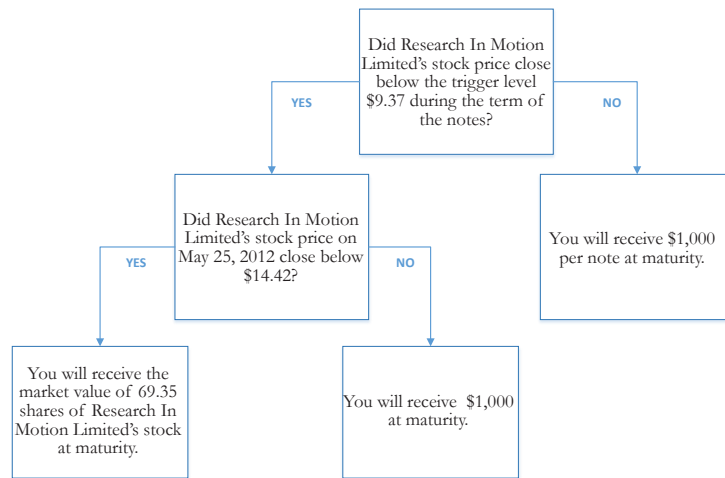 Did Research In Motion
Limited's stock price close
below the trigger level
$9.37 during the term of
the notes?
YES
NO
Did Research In Motion
Limited's stock price on
May 25, 2012 close below
$14.42?
You will receive $1,000
per note at maturity.
YES
NO
You will receive the
market value of 69.35
shares of Research In
Motion Limited's stock
at maturity.
You will receive $1,000
at maturity.